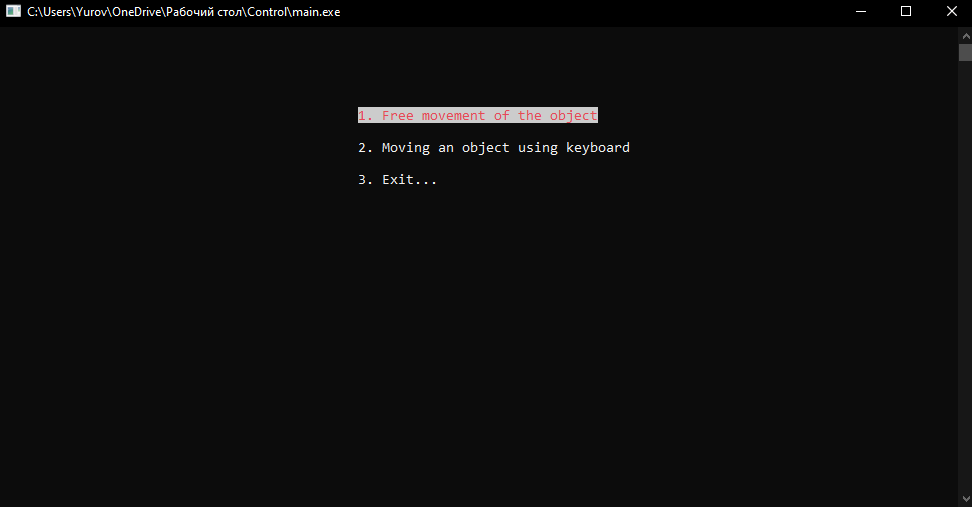 C:\Users\Yurov\OneDrive\Рабочий стол\Control\main.exe
1. Free movement of the object
2. Moving an object using keyboard
3. Exit...